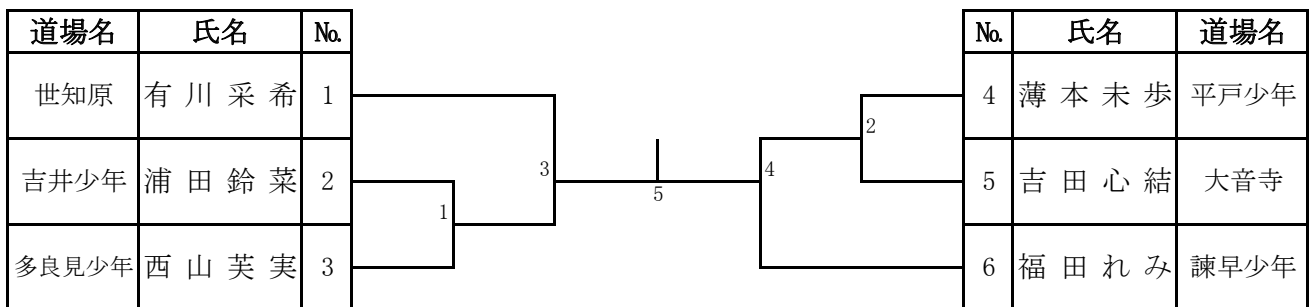 道場名 氏名 №
世知原 有川采希 1
吉井少年 浦田鈴菜 2
多良見少年 西山芙実 3
3
1
5
4
2
№ 氏名 道場名
4 薄本未歩 平戸少年
5 吉田心結 大音寺
6 福田れみ 諫早少年